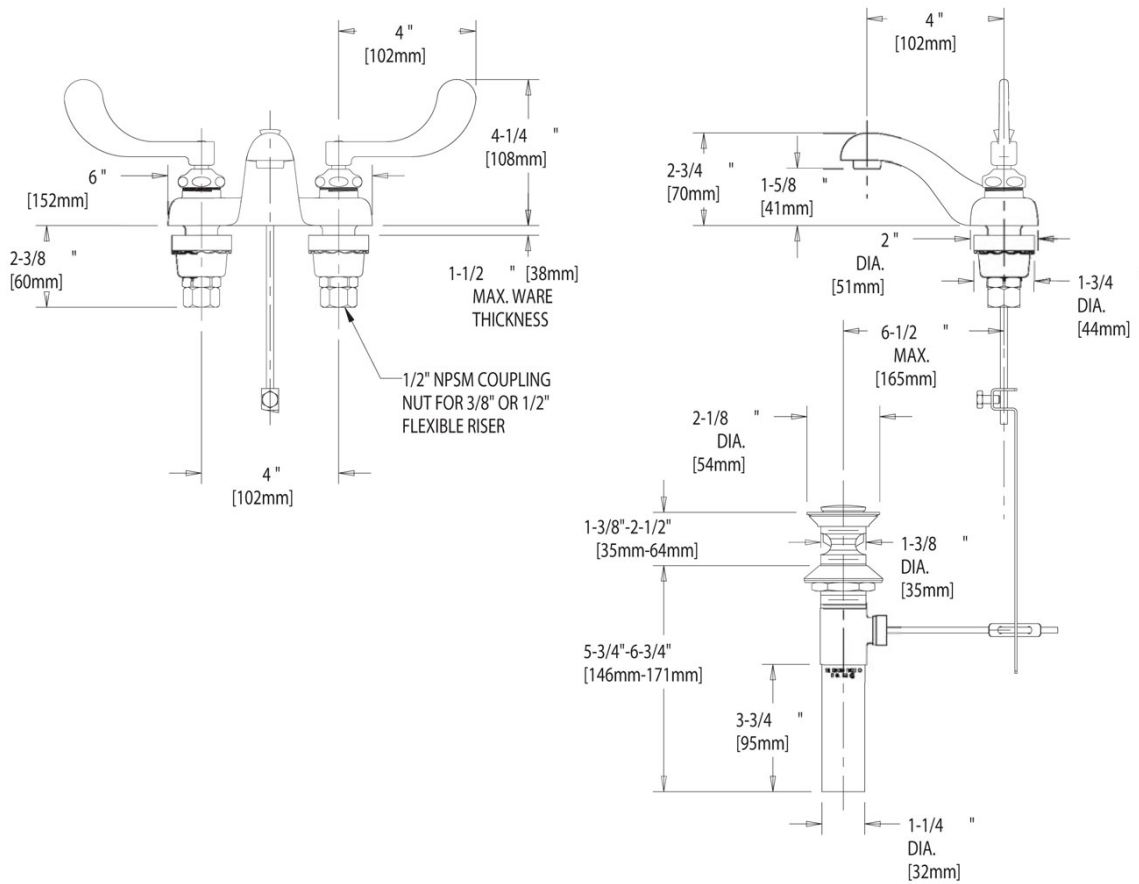 4 "
[102mm]
4-1/4 "
[108mm]
6 "
[152mm]
2-3/8 "
[60mm]
1-1/2 " [38mm]
MAX. WARE
THICKNESS
1/2" NPSM COUPLING
NUT FOR 3/8" OR 1/2"
FLEXIBLE RISER
4 "
[102mm]
4 "
[102mm]
2-3/4 "
[70mm]
1-5/8 "
[41mm]
2 "
DIA.
[51mm]
1-3/4 "
DIA.
[44mm]
6-1/2 "
MAX.
[165mm]
2-1/8 "
DIA.
[54mm]
1-3/8"-2-1/2"
[35mm-64mm]
1-3/8 "
DIA.
[35mm]
5-3/4"-6-3/4"
[146mm-171mm]
3-3/4 "
[95mm]
1-1/4 "
DIA.
[32mm]